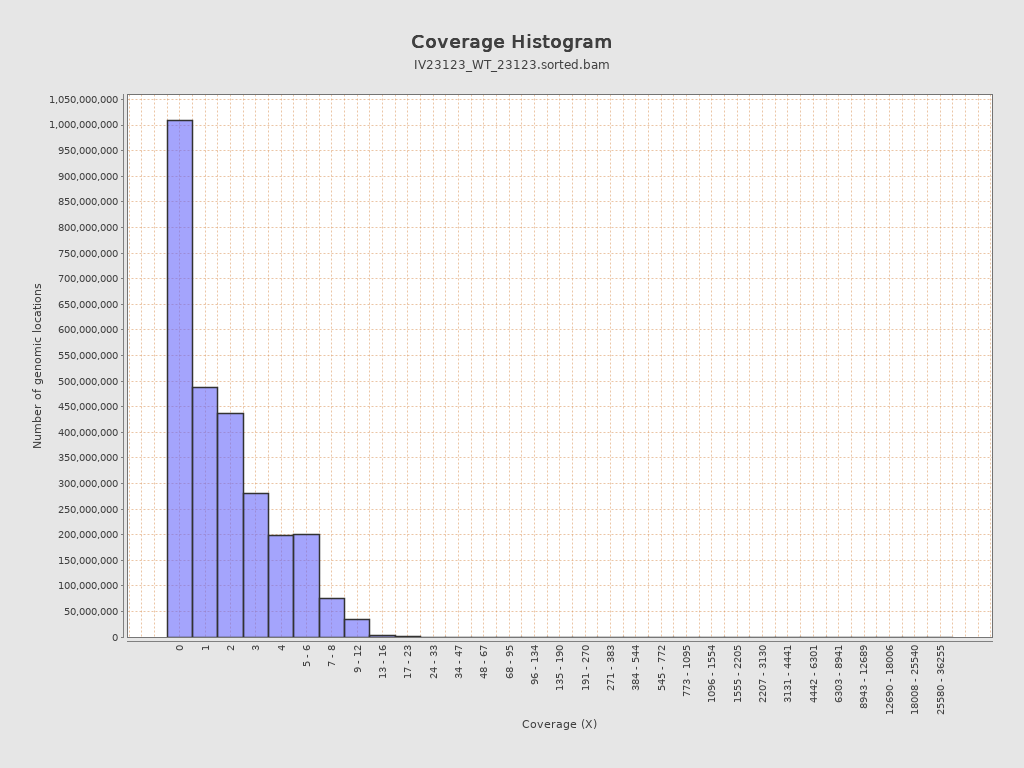 Coverage Histogram
IV23123_WT_23123.sorted.bam
1,050,000,000
1,000,000,000
950,000,000
900,000,000
850,000,000
800,000,000
750,000,000
700,000,000
650,000,000
600,000,000
550,000,000
500,000,000
450,000,000
400,000,000
350,000,000
300,000,000
250,000,000
200,000,000
150,000,000
100,000,000
50,000,000
0
Number of genomic locations
0
1
2
3
4
5 - 6
7 - 8
9 - 12
13 - 16
17 - 23
24 - 33
34 - 47
48 - 67
68 - 95
96 - 134
135 - 190
191 - 270
271 - 383
384 - 544
545 - 772
773 - 1095
1096 - 1554
1555 - 2205
2207 - 3130
3131 - 4441
4442 - 6301
6303 - 8941
8943 - 12689
12690 - 18006
18008 - 25540
25580 - 36255
Coverage (X)